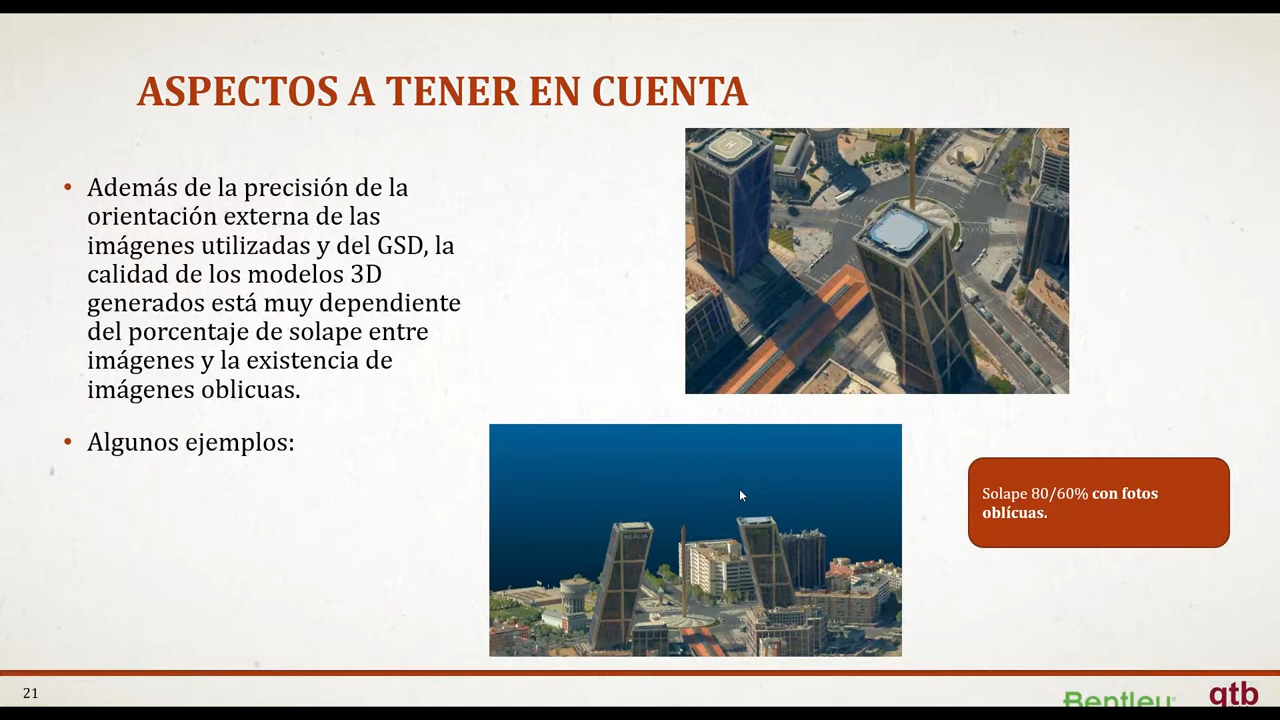 ASPECTOS A TENER EN CUENTA
• Además de la precisión de la
orientación externa de las
imágenes utilizadas y del GSD, la
calidad de los modelos 3D
generados está muy dependiente
del porcentaje de solape entre
imágenes y la existencia de
imágenes oblicuas.
• Algunos ejemplos:
H
REALIA
Solape 80/60% con fotos
oblícuas.
21
Bentley
qtb